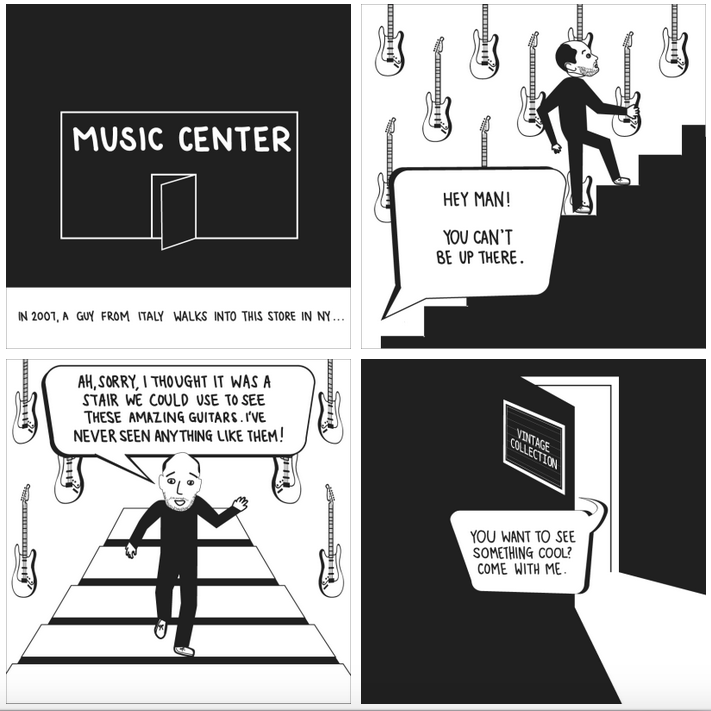 MUSIC CENTER
IN 2007, A GUY FROM ITALY WALKS INTO THIS STORE IN NY...
HEY MAN!
YOU CAN'T
BE UP THERE.
AH, SORRY, I THOUGHT IT WAS A
STAIR WE COULD USE TO SEE
THESE AMAZING GUITARS. I'VE
NEVER SEEN ANYTHING LIKE THEM!
VINTAGE
COLLECTION
YOU WANT TO SEE
SOMETHING COOL?
COME WITH ME.